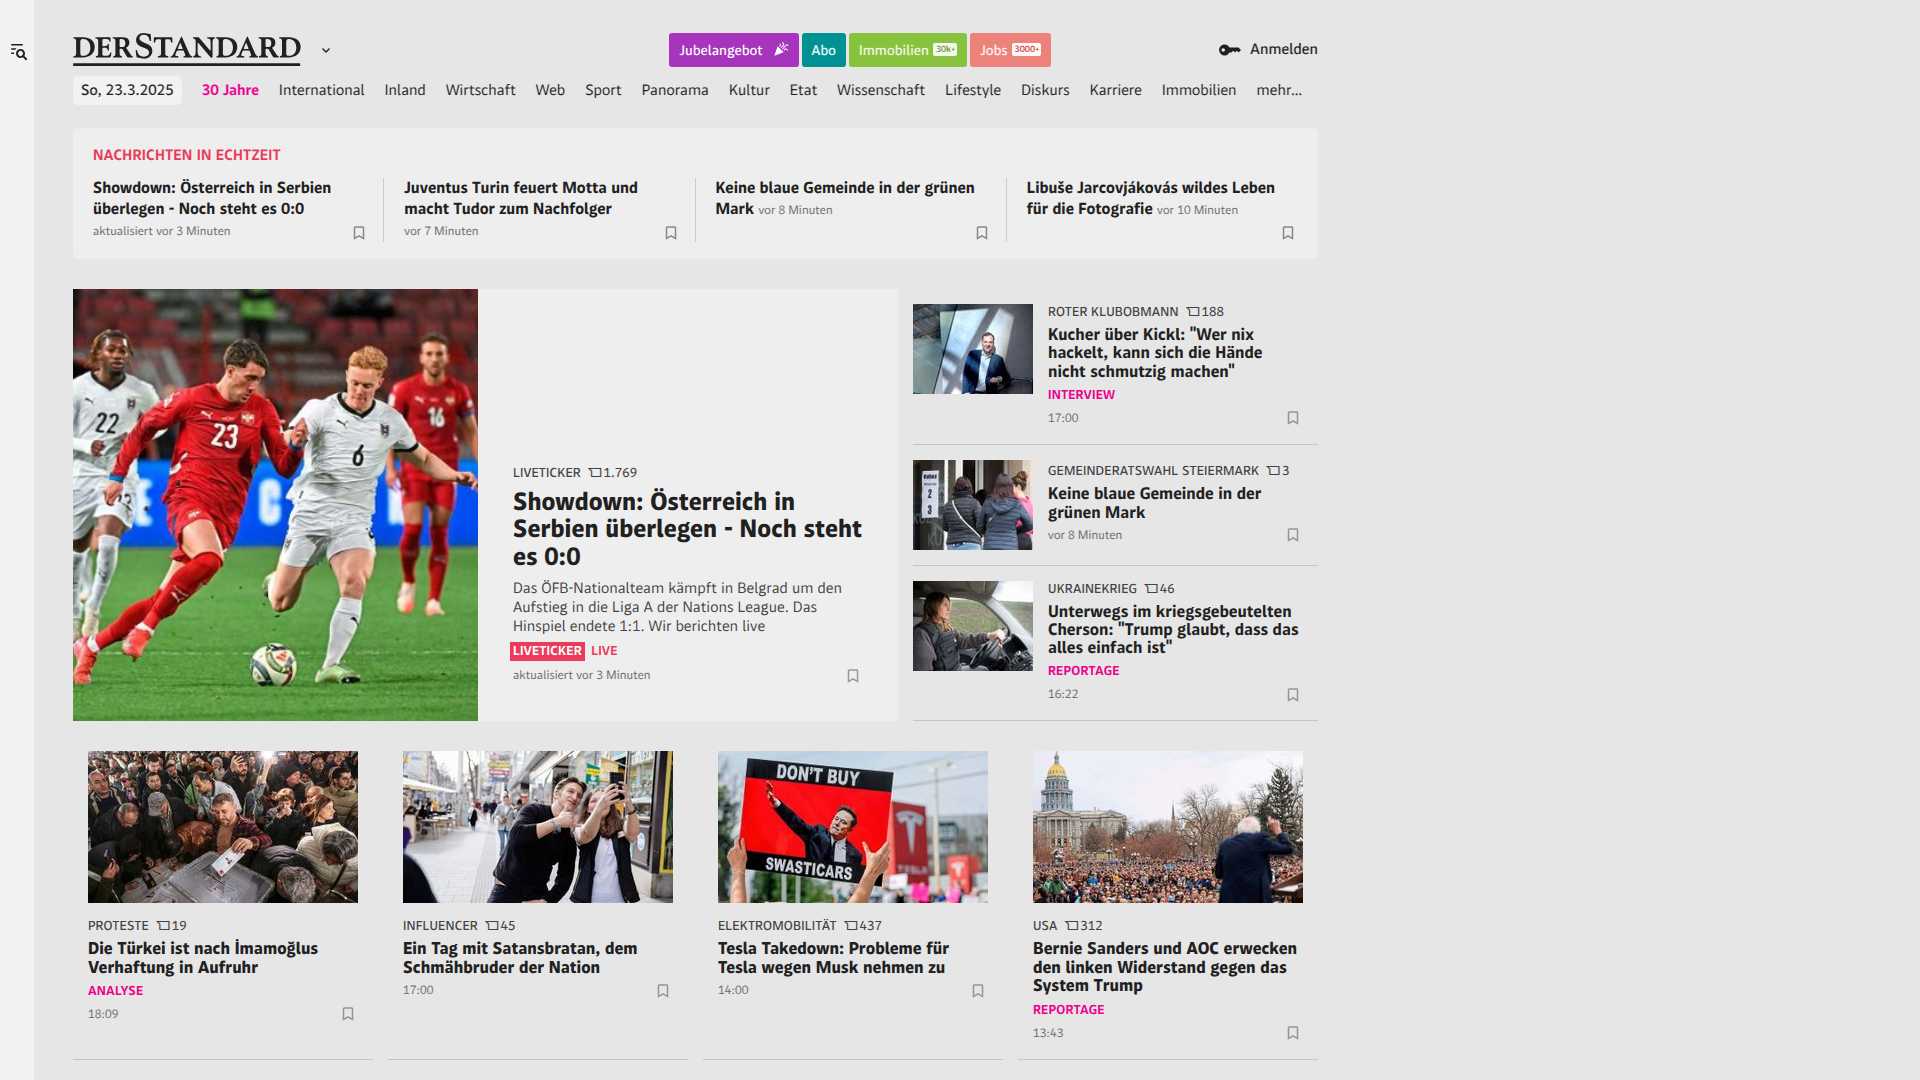 DERSTANDARD
Jubelangebot
Abo
Immobilien 30k+
Jobs 3000+
Anmelden
So, 23.3.2025
30 Jahre
International
Inland
Wirtschaft
Web
Sport
Panorama
Kultur
Etat
Wissenschaft
Lifestyle
Diskurs
Karriere
Immobilien
mehr...
NACHRICHTEN IN ECHTZEIT
Showdown: Österreich in Serbien
überlegen - Noch steht es 0:0
aktualisiert vor 3 Minuten
Juventus Turin feuert Motta und
macht Tudor zum Nachfolger
vor 7 Minuten
Keine blaue Gemeinde in der grünen
Mark vor 8 Minuten
Libuše Jarcovjákovás wildes Leben
für die Fotografie vor 10 Minuten
22
23
6
16
LIVETICKER 1.769
Showdown: Österreich in
Serbien überlegen - Noch steht
es 0:0
Das ÖFB-Nationalteam kämpft in Belgrad um den
Aufstieg in die Liga A der Nations League. Das
Hinspiel endete 1:1. Wir berichten live
LIVETICKER LIVE
aktualisiert vor 3 Minuten
ROTER KLUBOBMANN 188
Kucher über Kickl: "Wer nix
hackelt, kann sich die Hände
nicht schmutzig machen"
INTERVIEW
17:00
2
3
GEMEINDERATSWAHL STEIERMARK 3
Keine blaue Gemeinde in der
grünen Mark
vor 8 Minuten
UKRAINEKRIEG 46
Unterwegs im kriegsgebeutelten
Cherson: "Trump glaubt, dass das
alles einfach ist"
REPORTAGE
16:22
PROTESTE 19
Die Türkei ist nach İmamoğlus
Verhaftung in Aufruhr
ANALYSE
18:09
INFLUENCER 45
Ein Tag mit Satansbratan, dem
Schmähbruder der Nation
17:00
DON'T BUY
SWASTICARS
TESLA
ELEKTROMOBILITÄT 437
Tesla Takedown: Probleme für
Tesla wegen Musk nehmen zu
14:00
USA 312
Bernie Sanders und AOC erwecken
den linken Widerstand gegen das
System Trump
REPORTAGE
13:43